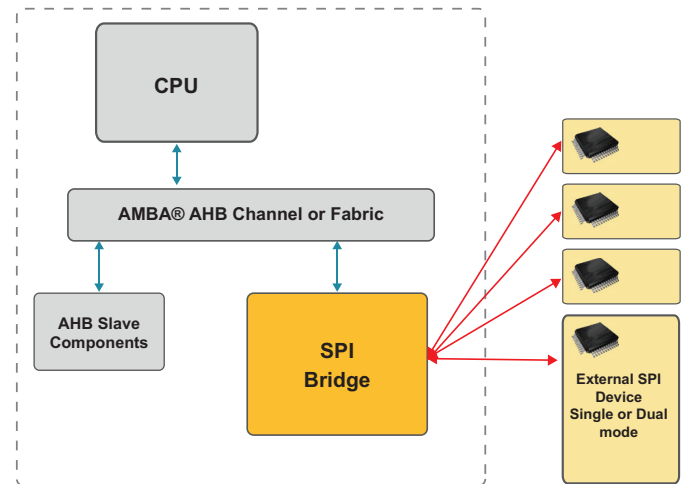 CPU
AMBA® AHB Channel or Fabric
AHB Slave
Components
SPI
Bridge
External SPI
Device
Single or Dual
mode